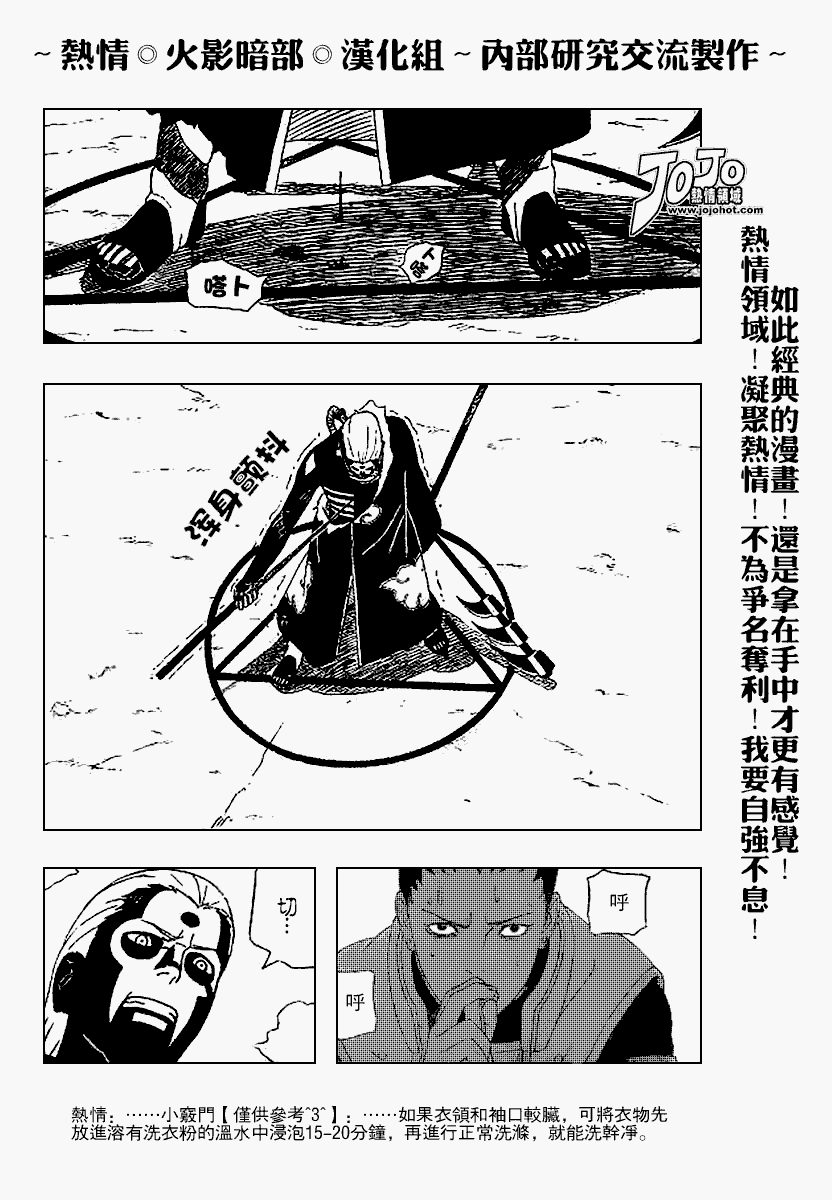 ~熱情◎火影暗部◎漢化組~內部研究交流製作~
JOJO
熱情領域
www.jojohot.com
如此經典的漫畫！還是拿在手中才更有感覺！
熱情領域！凝聚熱情！不為爭名奪利！我要自強不息！
嗒卜
嗒卜
渾身顫抖
呼
呼
切…
熱情：……小竅門【僅供參考^3^】：……如果衣領和袖口較臟，可將衣物先
放進溶有洗衣粉的溫水中浸泡15-20分鐘，再進行正常洗滌，就能洗幹淨。